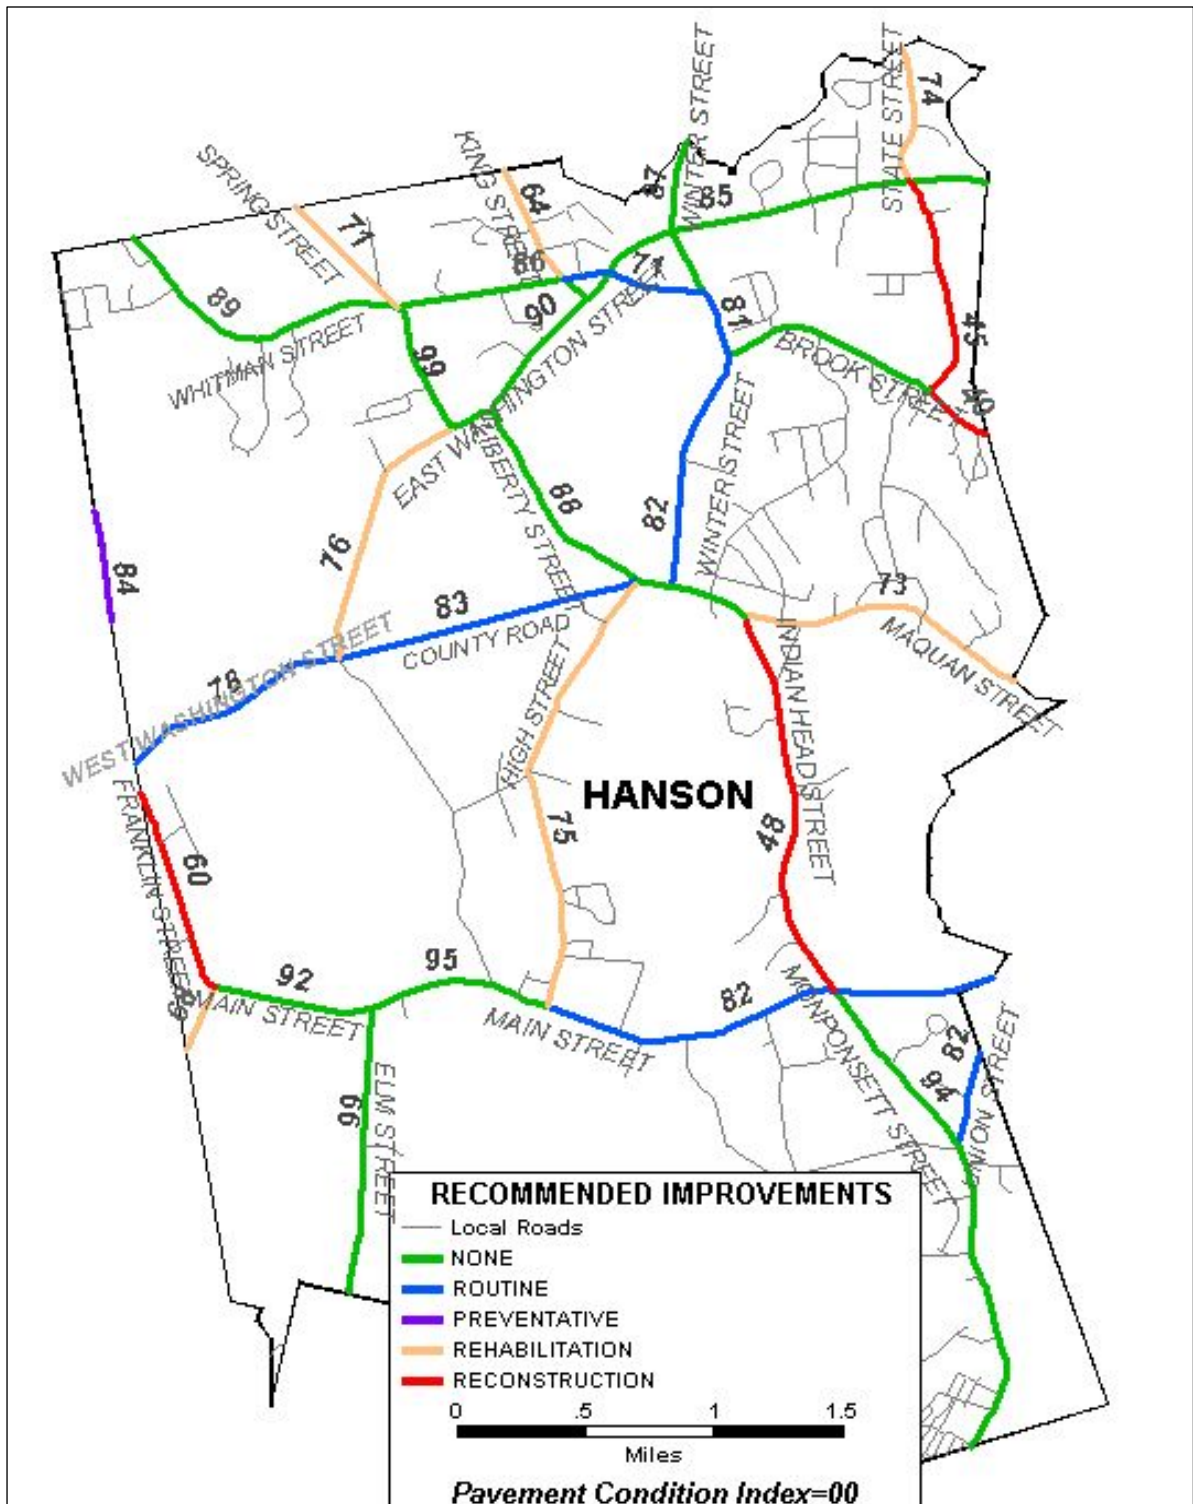 WINTER STREET
STATE STREET
74
KING STREET
SPRING STREET
87
85
64
71
86
71
89
90
81
WHITMAN STREET
99
45
BROOK STREET
40
EAST WASHINGTON STREET
LIBERTY STREET
88
82
WINTER STREET
76
84
73
83
COUNTY ROAD
MAQUAN STREET
INDIAN HEAD STREET
78
WEST WASHINGTON STREET
HIGH STREET
HANSON
FRANKLIN STREET
60
75
48
92
95
82
MAIN STREET
MAIN STREET
MONPONSETT STREET
82
94
UNION STREET
99
ELM STREET
RECOMMENDED IMPROVEMENTS
Local Roads
NONE
ROUTINE
PREVENTATIVE
REHABILITATION
RECONSTRUCTION
0 .5 1 1.5
Miles
Pavement Condition Index=00